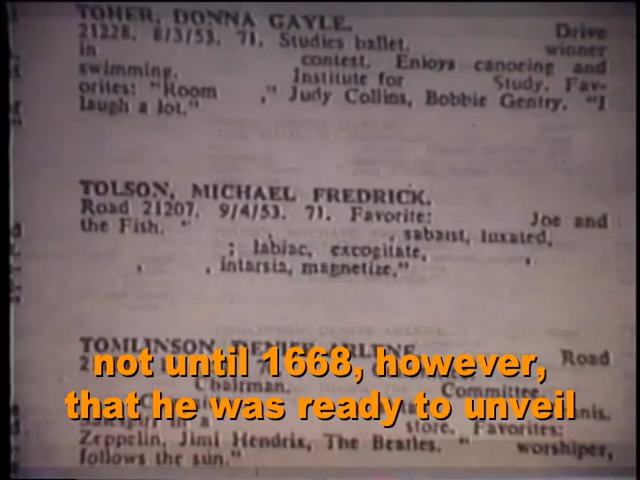 TOHER, DONNA GAYLE.
Drive
21228. 8/3/53. 71. Studies ballet. winner
in contest. Enjoys canoeing and
swimming. Institute for Study. Fav-
orites: "Room ," Judy Collins, Bobbie Gentry. "I
laugh a lot."
TOLSON, MICHAEL FREDRICK.
Road 21207. 9/4/53. 71. Favorite: Joe and
the Fish. " , , sabaist, luxated,
; labiac, excogitate, ,
, , intarsia, magnetize."
TOMLINSON, ARLENE
Road
not until 1668, however,
Chairman. Committee.
that he was ready to unveil
in a store. Favorites:
Zeppelin, Jimi Hendrix, The Beatles. " worshiper,
follows the sun."